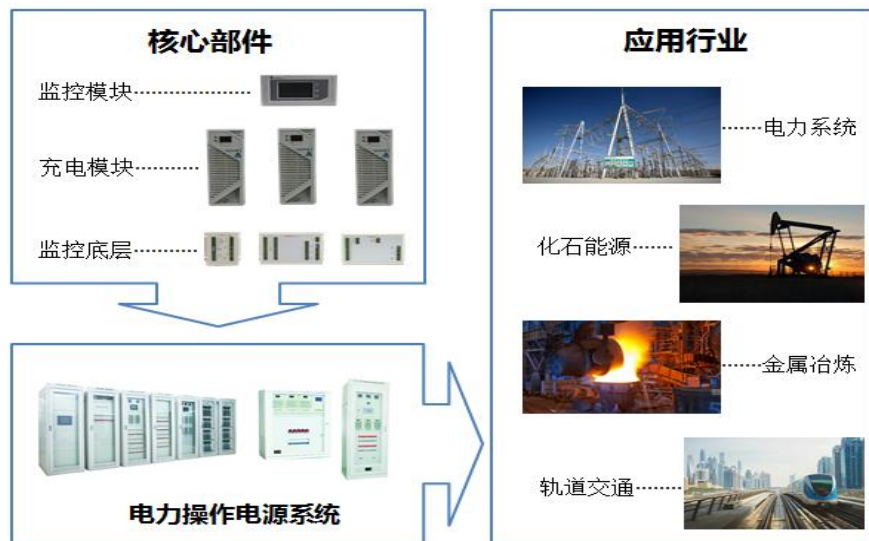 核心部件
监控模块
充电模块
监控底层
电力操作电源系统
应用行业
电力系统
化石能源
金属冶炼
轨道交通